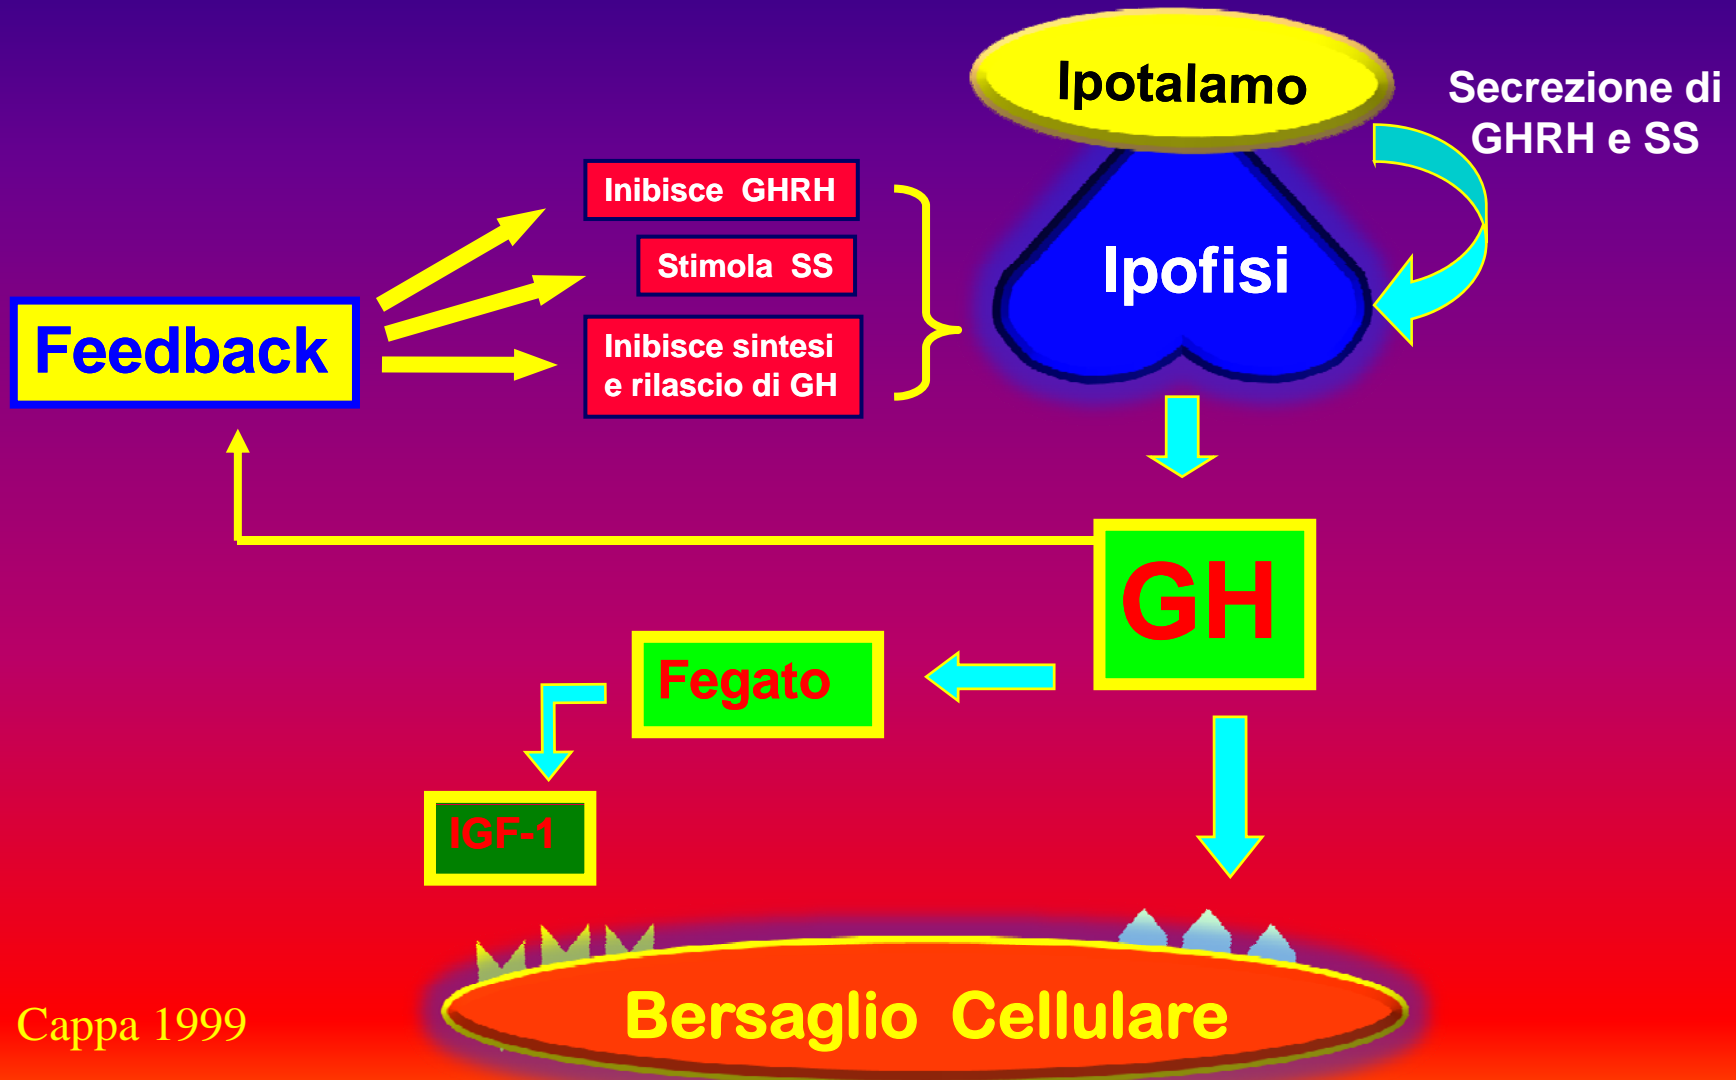 Ipotalamo
Secrezione di
GHRH e SS
Inibisce GHRH
Stimola SS
Ipofisi
Feedback
Inibisce sintesi
e rilascio di GH
GH
Fegato
IGF-1
Bersaglio Cellulare
Cappa 1999